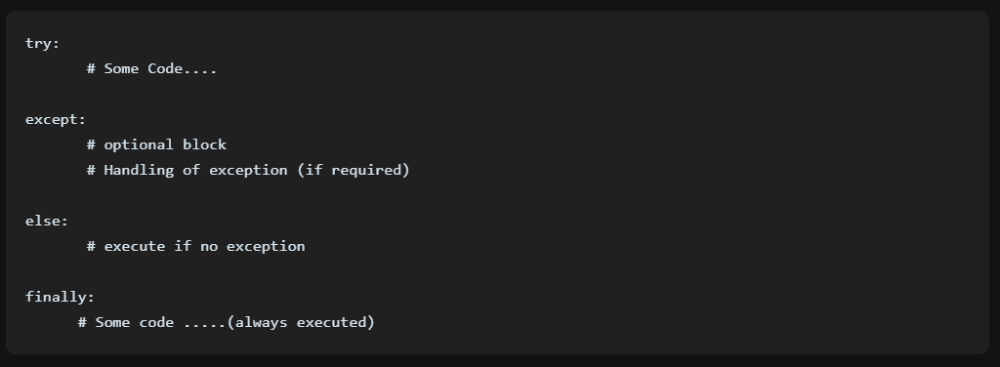 try:
# Some Code....
except:
# optional block
# Handling of exception (if required)
else:
# execute if no exception
finally:
# Some code .....(always executed)